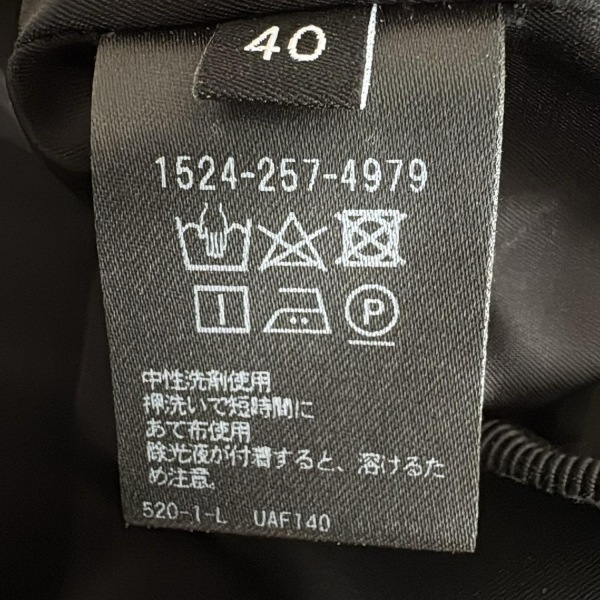 40
1524-257-4979
P
中性洗剤使用
押洗いで短時間に
あて布使用
除光液が付着すると、溶けるた
め注意。
520-1-L UAF140